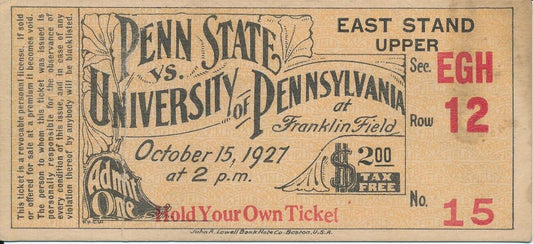 This ticket is a revocable personal license. If sold
or offered for sale at a premium it becomes void.
The person to whom this ticket was issued is
personally responsible for the observance of
every condition of this issue, and in case of any
violation thereof by anybody will be blacklisted.
PENN STATE
vs.
UNIVERSITY of PENNSYLVANIA
at
Franklin Field
October 15, 1927
at 2 p.m.
$2.00
TAX
FREE
Admit
One
Hold Your Own Ticket
EAST STAND
UPPER
Sec. EGH
Row 12
No. 15
John A. Lowell Bank Note Co. Boston, U.S.A.